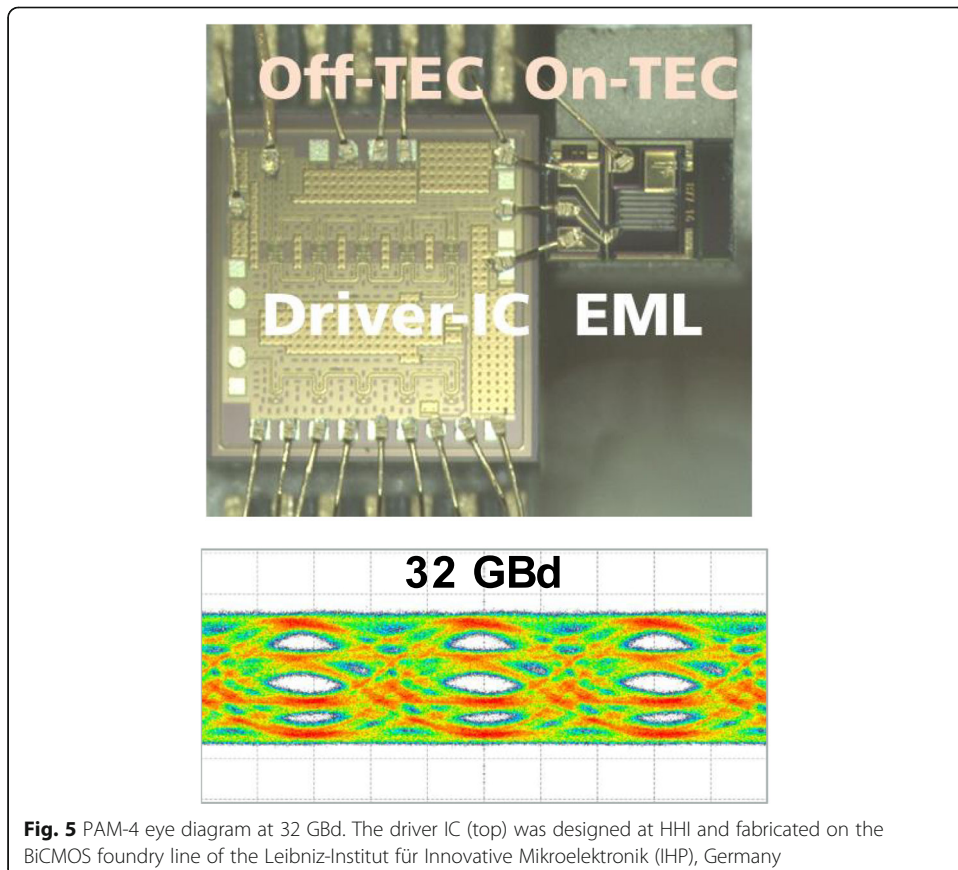 Off-TEC On-TEC
Driver-IC EML
32 GBd
Fig. 5 PAM-4 eye diagram at 32 GBd. The driver IC (top) was designed at HHI and fabricated on the
BiCMOS foundry line of the Leibniz-Institut für Innovative Mikroelektronik (IHP), Germany